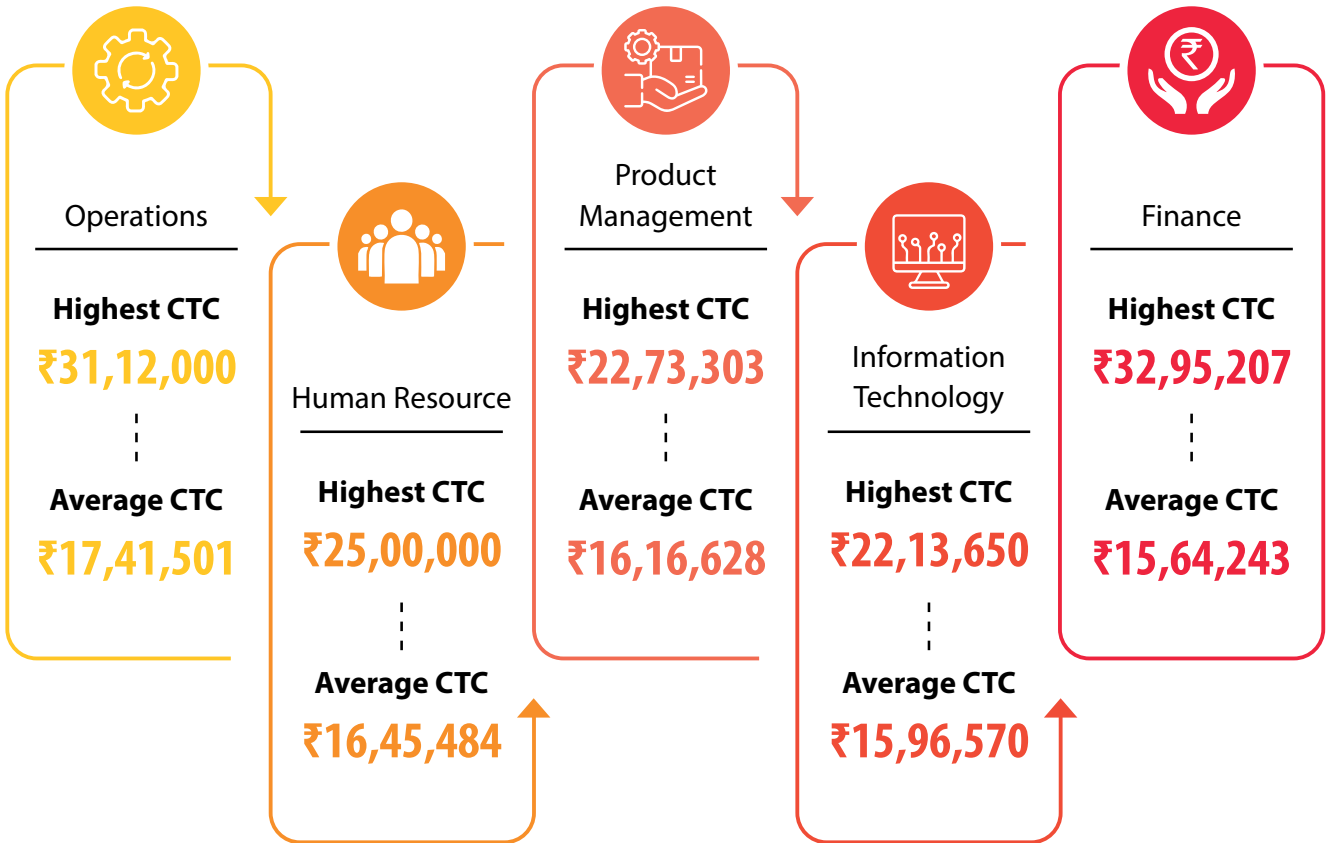 Operations
Highest CTC
₹31,12,000
Average CTC
₹17,41,501
Human Resource
Highest CTC
₹25,00,000
Average CTC
₹16,45,484
Product
Management
Highest CTC
₹22,73,303
Average CTC
₹16,16,628
Information
Technology
Highest CTC
₹22,13,650
Average CTC
₹15,96,570
₹
Finance
Highest CTC
₹32,95,207
Average CTC
₹15,64,243